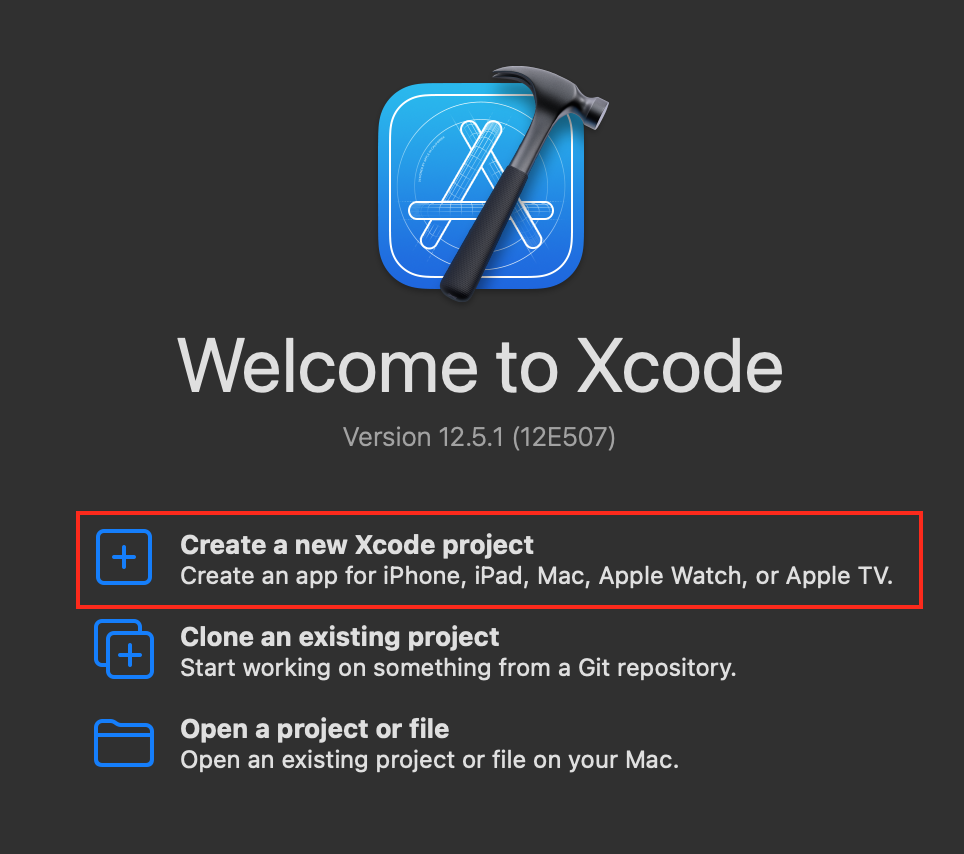 Welcome to Xcode
Version 12.5.1 (12E507)
Create a new Xcode project
Create an app for iPhone, iPad, Mac, Apple Watch, or Apple TV.
Clone an existing project
Start working on something from a Git repository.
Open a project or file
Open an existing project or file on your Mac.